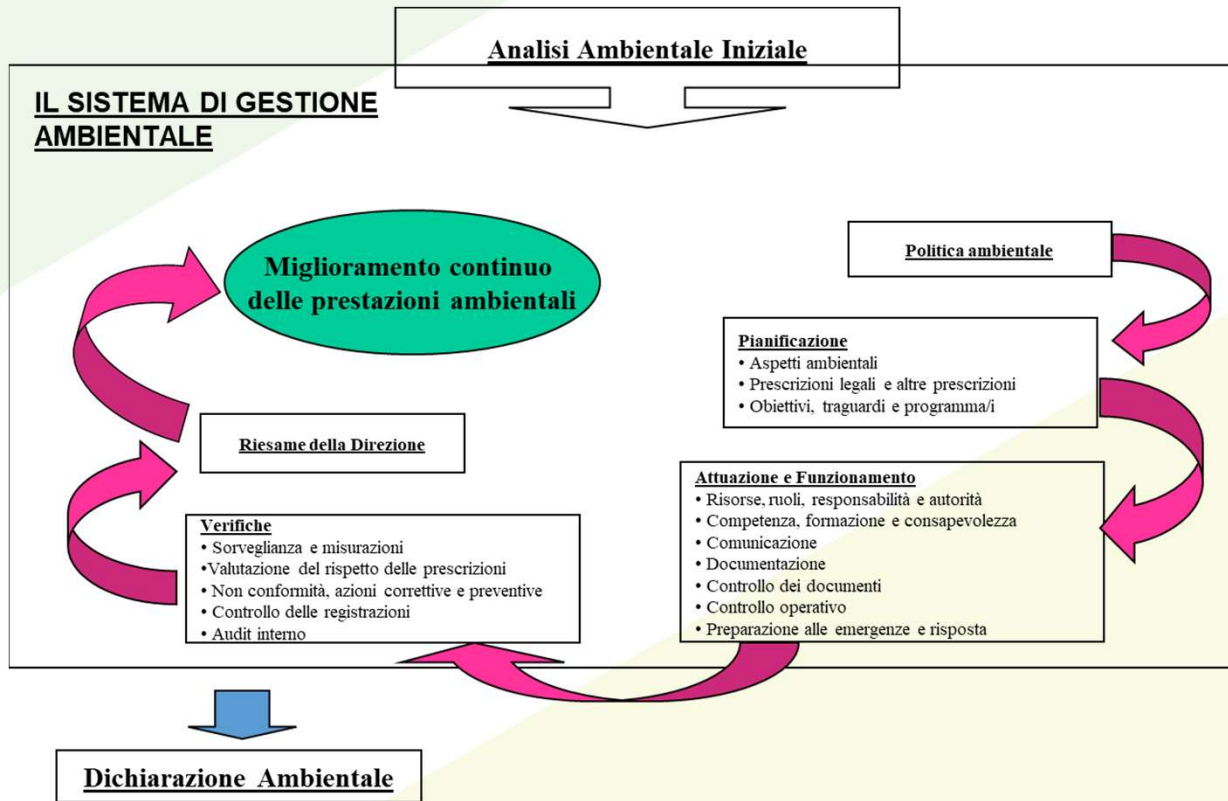 Analisi Ambientale Iniziale
IL SISTEMA DI GESTIONE
AMBIENTALE
Miglioramento continuo
delle prestazioni ambientali
Politica ambientale
Pianificazione
• Aspetti ambientali
• Prescrizioni legali e altre prescrizioni
• Obiettivi, traguardi e programma/i
Riesame della Direzione
Attuazione e Funzionamento
• Risorse, ruoli, responsabilità e autorità
• Competenza, formazione e consapevolezza
• Comunicazione
• Documentazione
• Controllo dei documenti
• Controllo operativo
• Preparazione alle emergenze e risposta
Verifiche
• Sorveglianza e misurazioni
•Valutazione del rispetto delle prescrizioni
• Non conformità, azioni correttive e preventive
• Controllo delle registrazioni
• Audit interno
Dichiarazione Ambientale